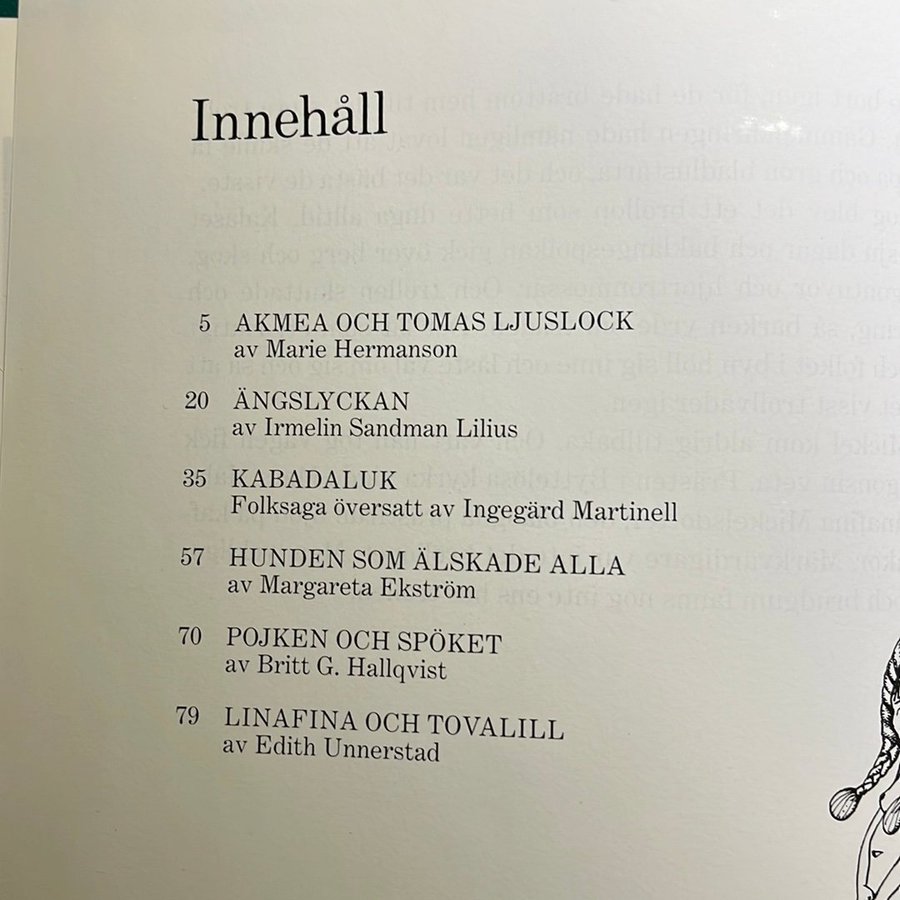 Innehåll
5 AKMEA OCH TOMAS LJUSLOCK
av Marie Hermanson
20 ÄNGSLYCKAN
av Irmelin Sandman Lilius
35 KABADALUK
Folksaga översatt av Ingegärd Martinell
57 HUNDEN SOM ÄLSKADE ALLA
av Margareta Ekström
70 POJKEN OCH SPÖKET
av Britt G. Hallqvist
79 LINAFINA OCH TOVALILL
av Edith Unnerstad